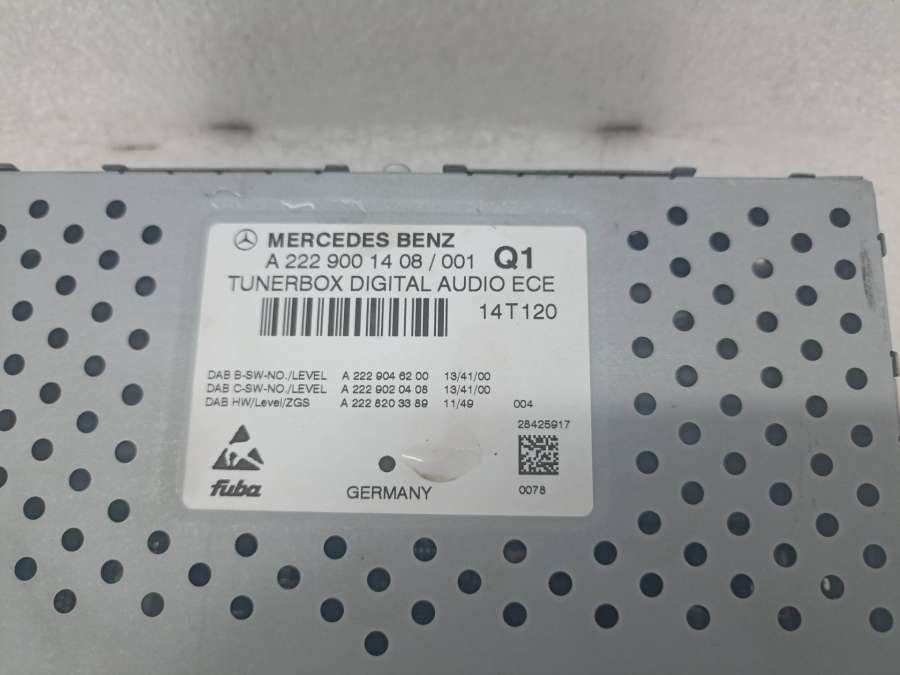 MERCEDES BENZ
A 222 900 14 08 / 001 Q1
TUNERBOX DIGITAL AUDIO ECE
14T120
DAB B-SW-NO./LEVEL A 222 904 62 00 13/41/00
DAB C-SW-NO./LEVEL A 222 902 04 08 13/41/00
DAB HW/Level/ZGS A 222 820 33 89 11/49 004
28425917
fuba
GERMANY
0078